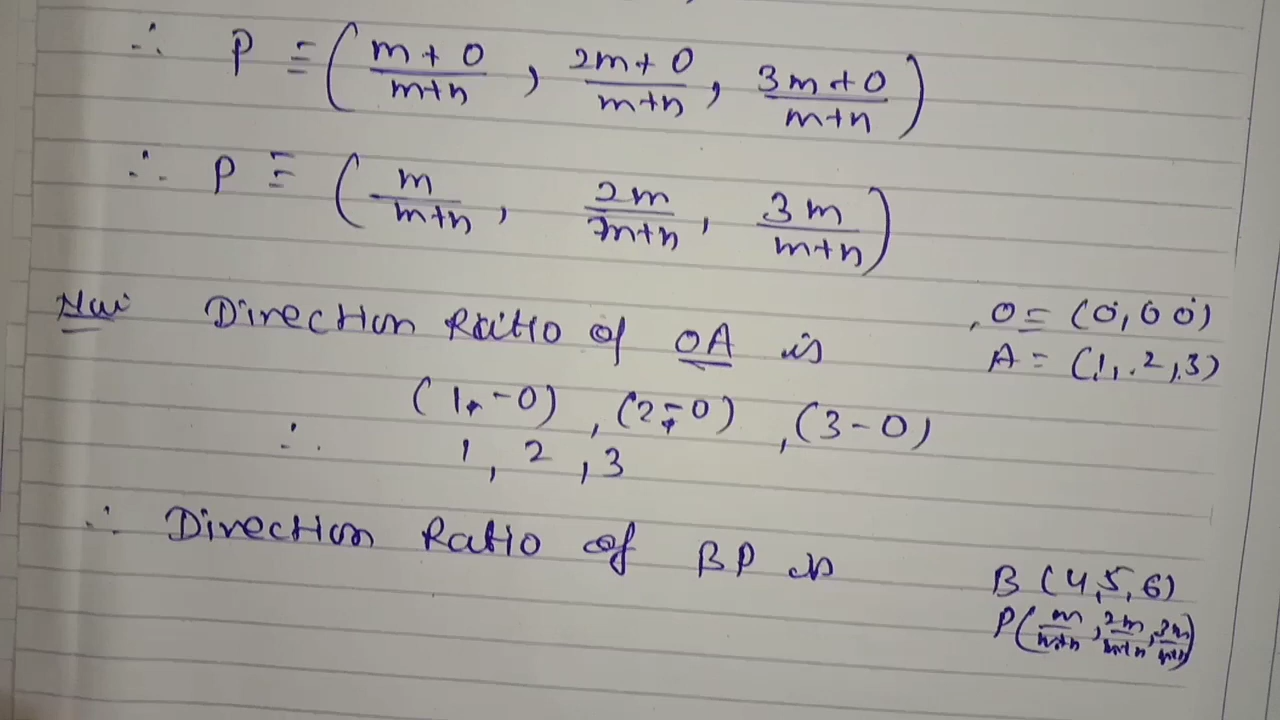 ∴ P ≡ ( m+0/m+n , 2m+0/m+n , 3m+0/m+n )
∴ P ≡ ( m/m+n , 2m/m+n , 3m/m+n )
Direction Ratio of OA is
O = (0,0 0)
A = (1, 2, 3)
(1 - 0) , (2 - 0) , (3 - 0)
∴ 1 , 2 , 3
∴ Direction Ratio of BP is
B (4,5,6)
P( m/m+n , 2m/m+n , 3m/m+n )